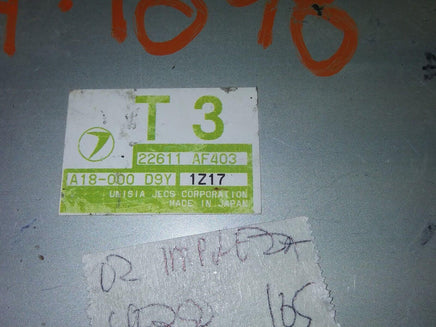 T 3
22611 AF403
A18-000 D9Y 1Z17
UNISIA JECS CORPORATION
MADE IN JAPAN
02 IMPREZA
105